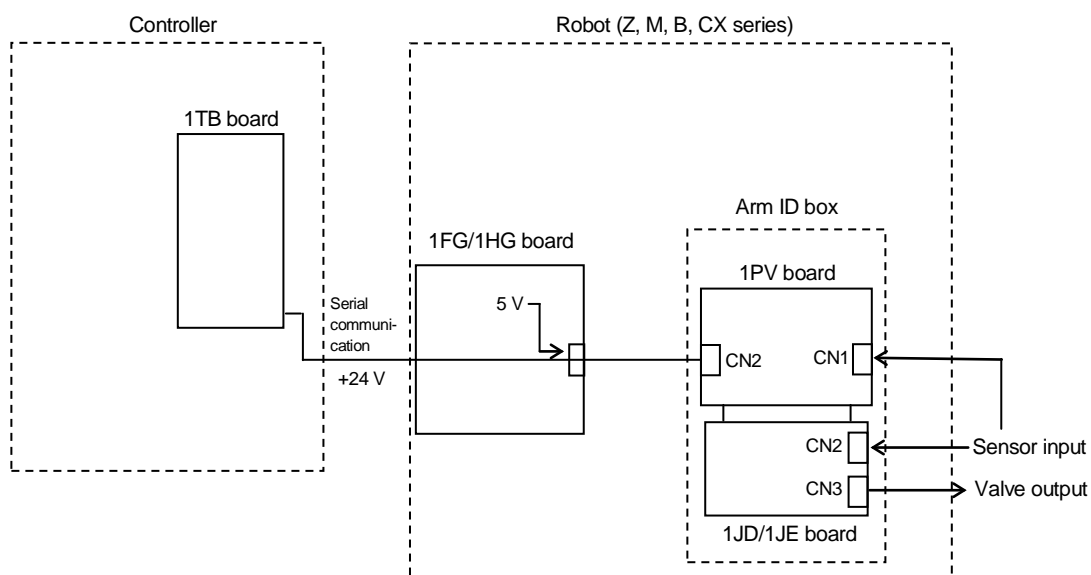 Controller
Robot (Z, M, B, CX series)
1TB board
Arm ID box
1FG/1HG board
1PV board
5 V
Serial
communi-
cation
+24 V
CN2
CN1
CN2
Sensor input
CN3
Valve output
1JD/1JE board